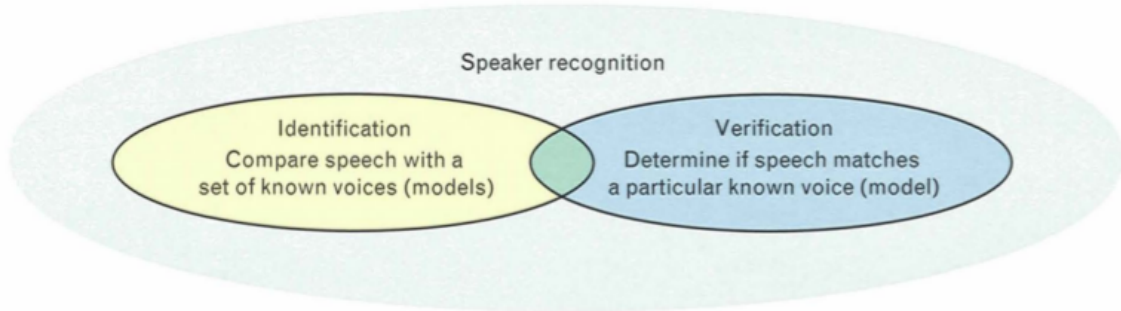 Speaker recognition
Identification
Compare speech with a
set of known voices (models)
Verification
Determine if speech matches
a particular known voice (model)